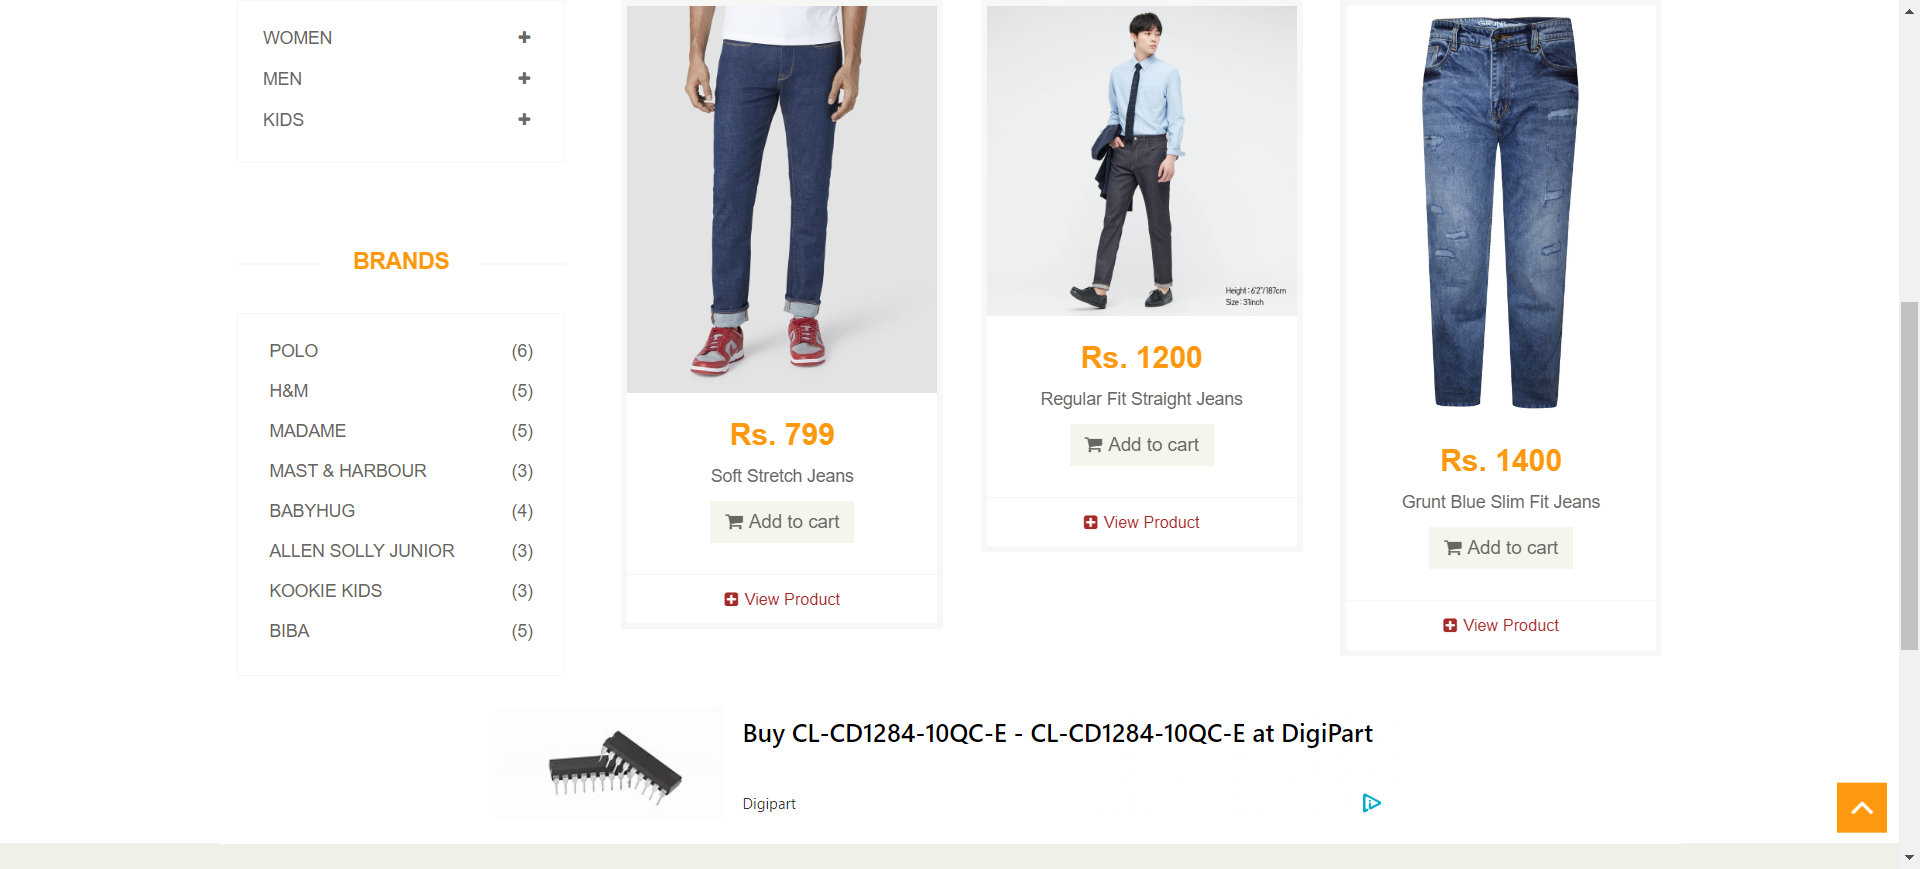 WOMEN
MEN
KIDS
BRANDS
POLO (6)
H&M (5)
MADAME (5)
MAST & HARBOUR (3)
BABYHUG (4)
ALLEN SOLLY JUNIOR (3)
KOOKIE KIDS (3)
BIBA (5)
Rs. 799
Soft Stretch Jeans
Add to cart
View Product
Height : 6'2"/187cm
Size : 31inch
Rs. 1200
Regular Fit Straight Jeans
Add to cart
View Product
GRUNT
Rs. 1400
Grunt Blue Slim Fit Jeans
Add to cart
View Product
Buy CL-CD1284-10QC-E - CL-CD1284-10QC-E at DigiPart
Digipart